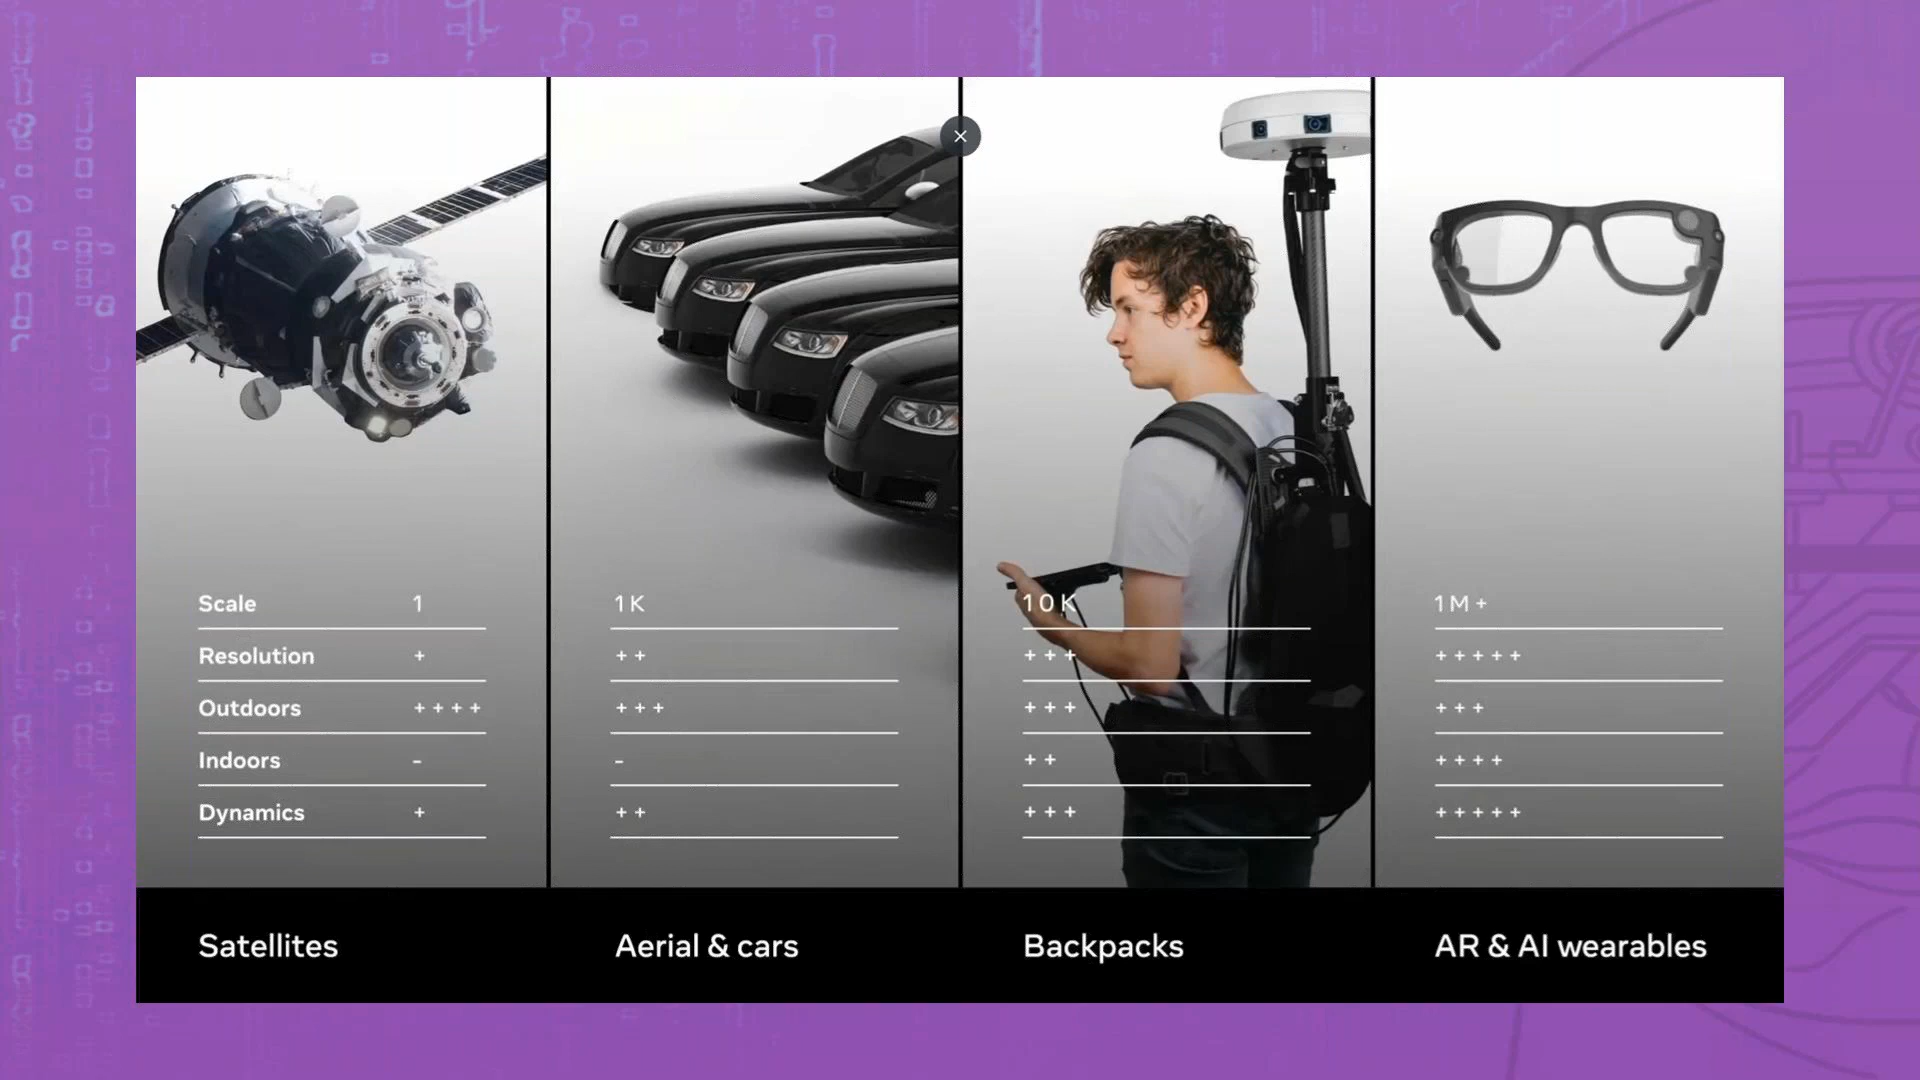 Scale 1 1K 10K 1M+
Resolution + ++ +++ +++++
Outdoors ++++ +++ +++ +++
Indoors - - ++ ++++
Dynamics + ++ +++ +++++
Satellites Aerial & cars Backpacks AR & AI wearables